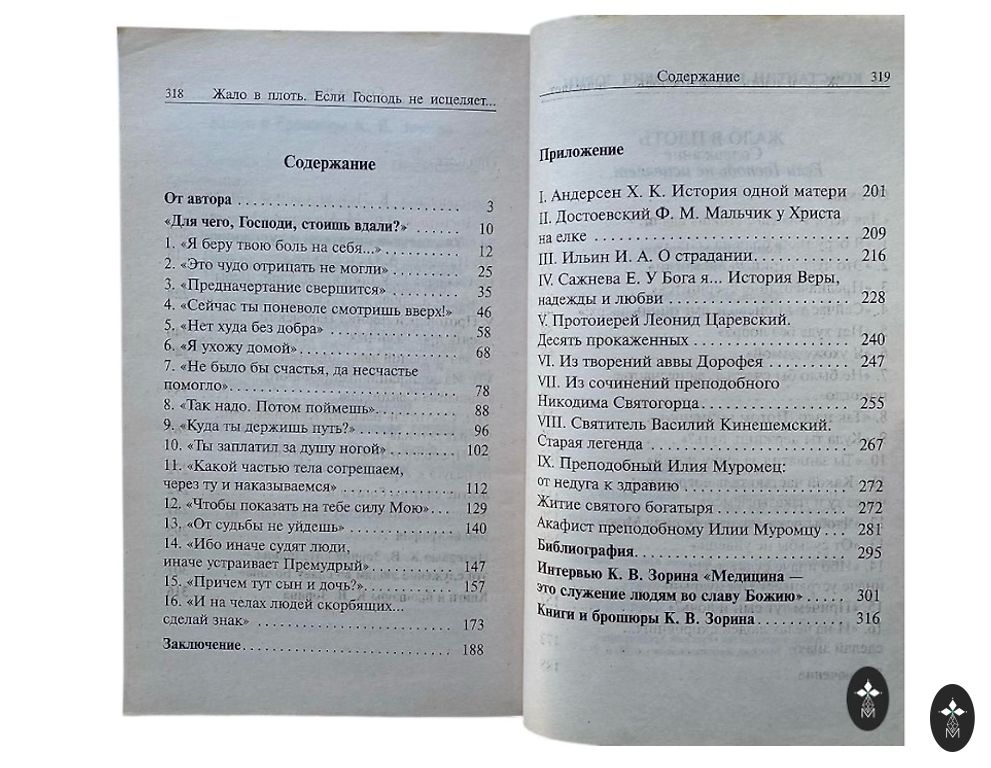 318 Жало в плоть. Если Господь не исцеляет...
Содержание
От автора ............ 3
«Для чего, Господи, стоишь вдали?» ...... 10
1. «Я беру твою боль на себя...» ............ 12
2. «Это чудо отрицать не могли» ............ 25
3. «Предначертание свершится» ............ 35
4. «Сейчас ты поневоле смотришь вверх!» 46
5. «Нет худа без добра» ............ 58
6. «Я ухожу домой» ............ 68
7. «Не было бы счастья, да несчастье
помогло» ............ 78
8. «Так надо. Потом поймешь» ............ 88
9. «Куда ты держишь путь?» ............ 96
10. «Ты заплатил за душу ногой» ............ 102
11. «Какой частью тела согрешаем,
через ту и наказываемся» ............ 112
12. «Чтобы показать на тебе силу Мою» ... 129
13. «От судьбы не уйдешь» ............ 140
14. «Ибо иначе судят люди,
иначе устраивает Премудрый» ............ 147
15. «Причем тут сын и дочь?» ............ 157
16. «И на челах людей скорбящих...
сделай знак» ............ 173
Заключение ............ 188
Содержание 319
Приложение
I. Андерсен Х. К. История одной матери 201
II. Достоевский Ф. М. Мальчик у Христа
на елке ............ 209
III. Ильин И. А. О страдании ............ 216
IV. Сажнева Е. У Бога я... История Веры,
надежды и любви ............ 228
V. Протоиерей Леонид Царевский.
Десять прокаженных ............ 240
VI. Из творений аввы Дорофея ............ 247
VII. Из сочинений преподобного
Никодима Святогорца ............ 255
VIII. Святитель Василий Кинешемский.
Старая легенда ............ 267
IX. Преподобный Илия Муромец:
от недуга к здравию ............ 272
Житие святого богатыря ............ 272
Акафист преподобному Илии Муромцу ... 281
Библиография ............ 295
Интервью К. В. Зорина «Медицина —
это служение людям во славу Божию» ...... 301
Книги и брошюры К. В. Зорина ............ 316